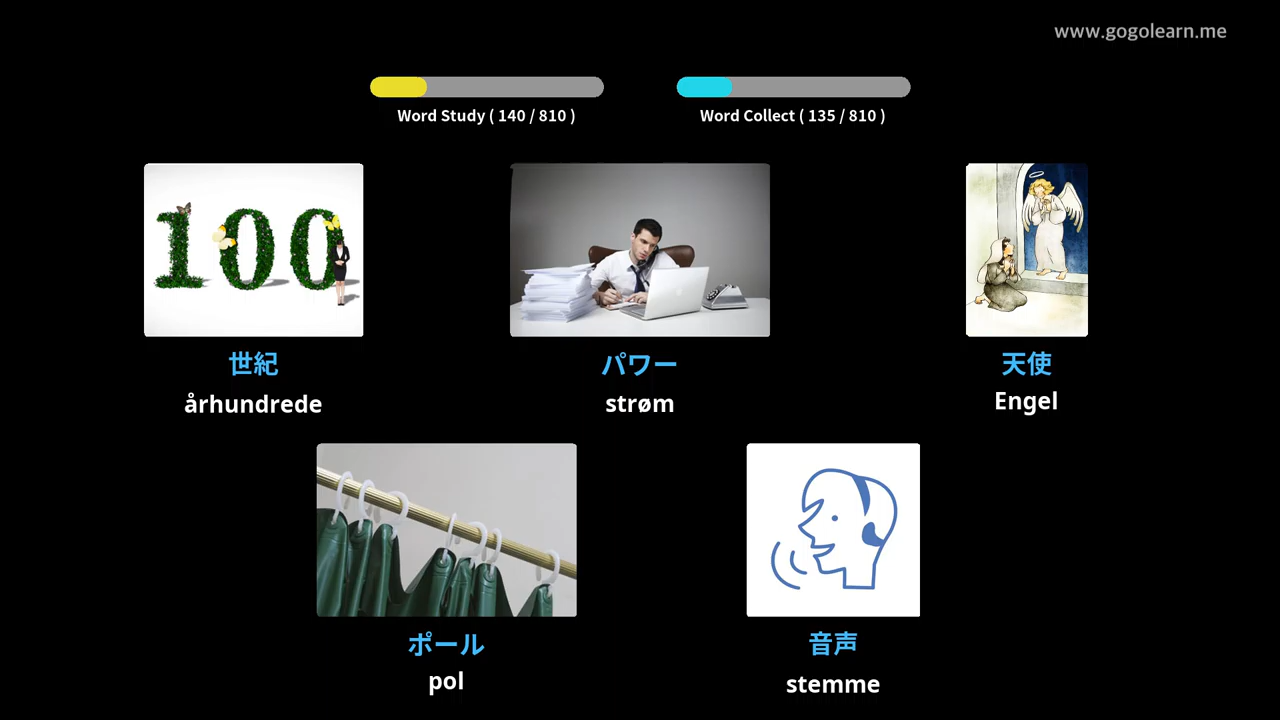 www.gogolearn.me
Word Study ( 140 / 810 )
Word Collect ( 135 / 810 )
100
世紀
パワー
天使
århundrede
strøm
Engel
ポール
音声
pol
stemme